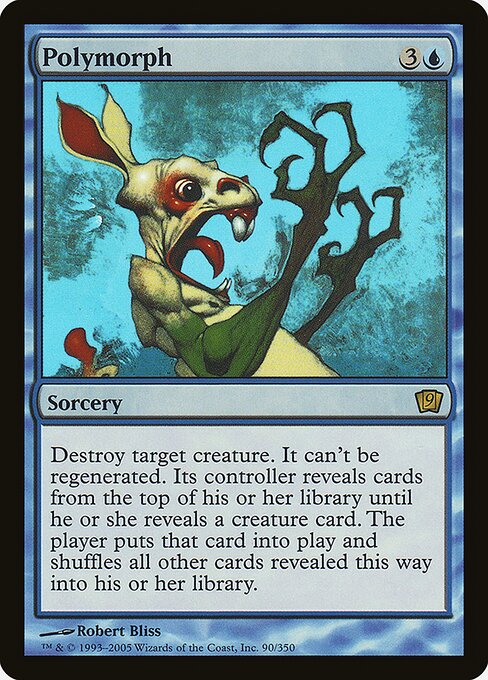 Polymorph 3
Sorcery 9
Destroy target creature. It can't be
regenerated. Its controller reveals cards
from the top of his or her library until
he or she reveals a creature card. The
player puts that card into play and
shuffles all other cards revealed this way
into his or her library.
Robert Bliss
™ & © 1993–2005 Wizards of the Coast, Inc. 90/350